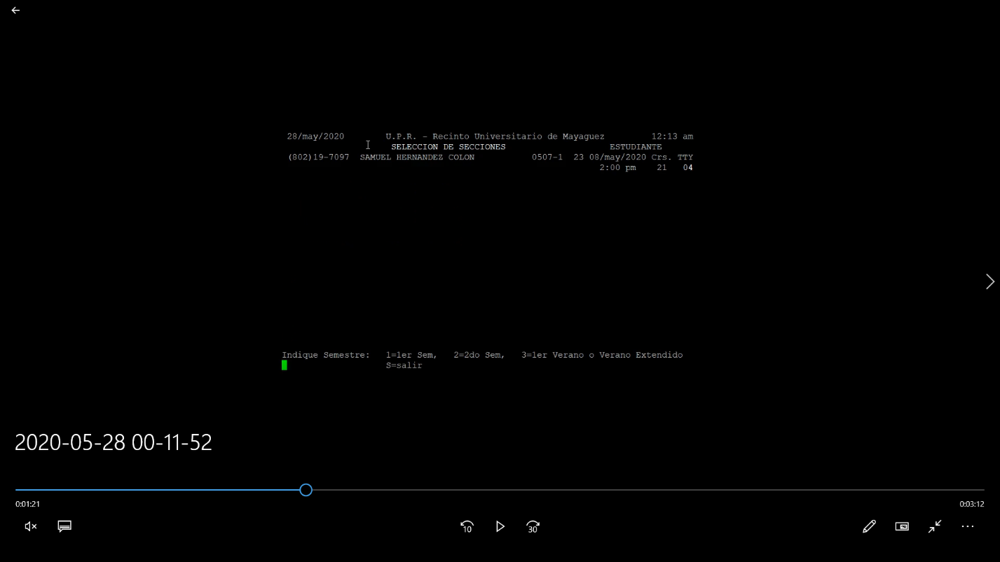 28/may/2020 U.P.R. - Recinto Universitario de Mayaguez 12:13 am
SELECCION DE SECCIONES ESTUDIANTE
(802)19-7097 SAMUEL HERNANDEZ COLON 0507-1 23 08/may/2020 Crs. TTY
2:00 pm 21 04
Indique Semestre: 1=1er Sem, 2=2do Sem, 3=1er Verano o Verano Extendido
S=salir
2020-05-28 00-11-52
0:01:21 0:03:12
10 30